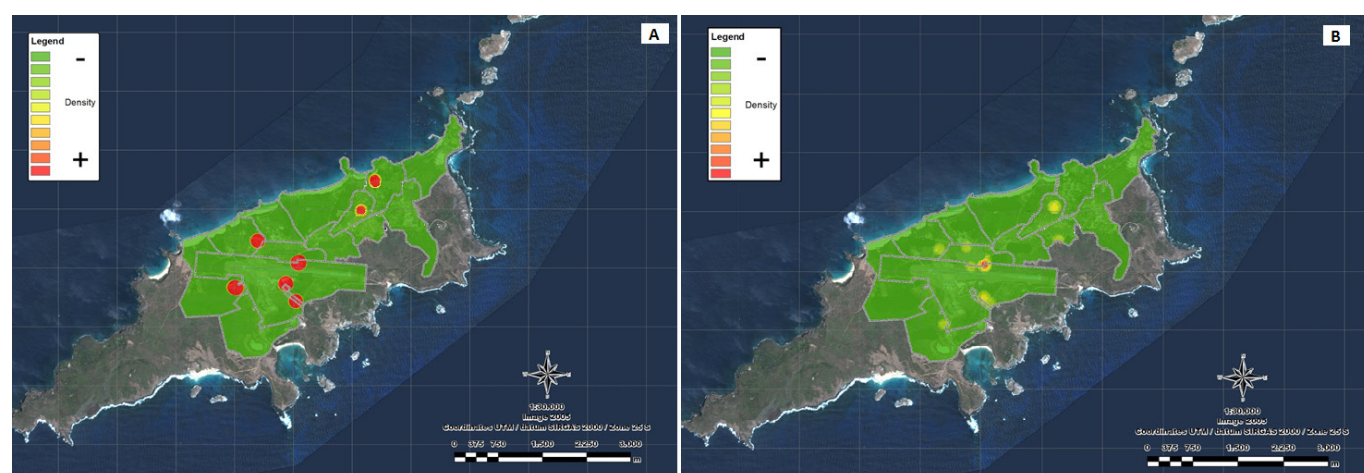 A
Legend
-
Density
+
1:30.000
Image 2005
Coordinates UTM / datum SIRGAS 2000 / Zone 25 S
0 375 750 1.500 2.250 3.000
m
B
Legend
-
Density
+
1:30.000
Image 2005
Coordinates UTM / datum SIRGAS 2000 / Zone 25 S
0 375 750 1.500 2.250 3.000
m